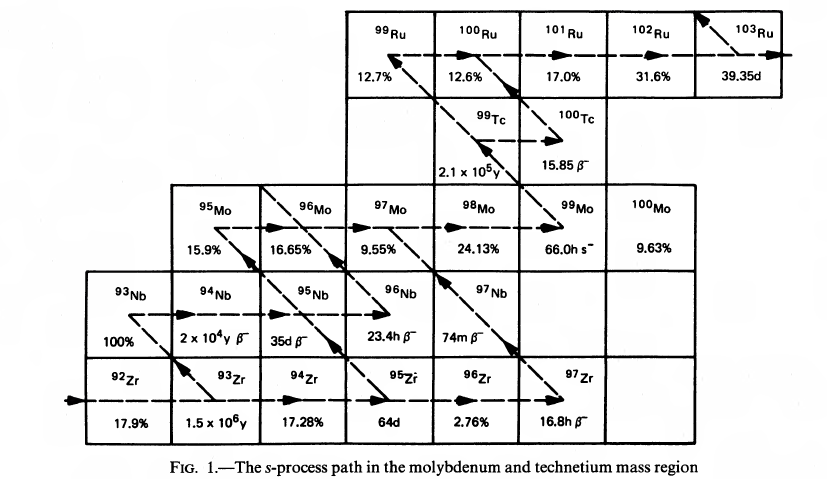 ⁹⁹Ru ¹⁰⁰Ru ¹⁰¹Ru ¹⁰²Ru ¹⁰³Ru
12.7% 12.6% 17.0% 31.6% 39.35d
⁹⁹Tc ¹⁰⁰Tc
2.1 x 10⁵y 15.85 β⁻
⁹⁵Mo ⁹⁶Mo ⁹⁷Mo ⁹⁸Mo ⁹⁹Mo ¹⁰⁰Mo
15.9% 16.65% 9.55% 24.13% 66.0h s⁻ 9.63%
⁹³Nb ⁹⁴Nb ⁹⁵Nb ⁹⁶Nb ⁹⁷Nb
100% 2 x 10⁴y β⁻ 35d β⁻ 23.4h β⁻ 74m β⁻
⁹²Zr ⁹³Zr ⁹⁴Zr ⁹⁵Zr ⁹⁶Zr ⁹⁷Zr
17.9% 1.5 x 10⁶y 17.28% 64d 2.76% 16.8h β⁻
FIG. 1.—The s-process path in the molybdenum and technetium mass region